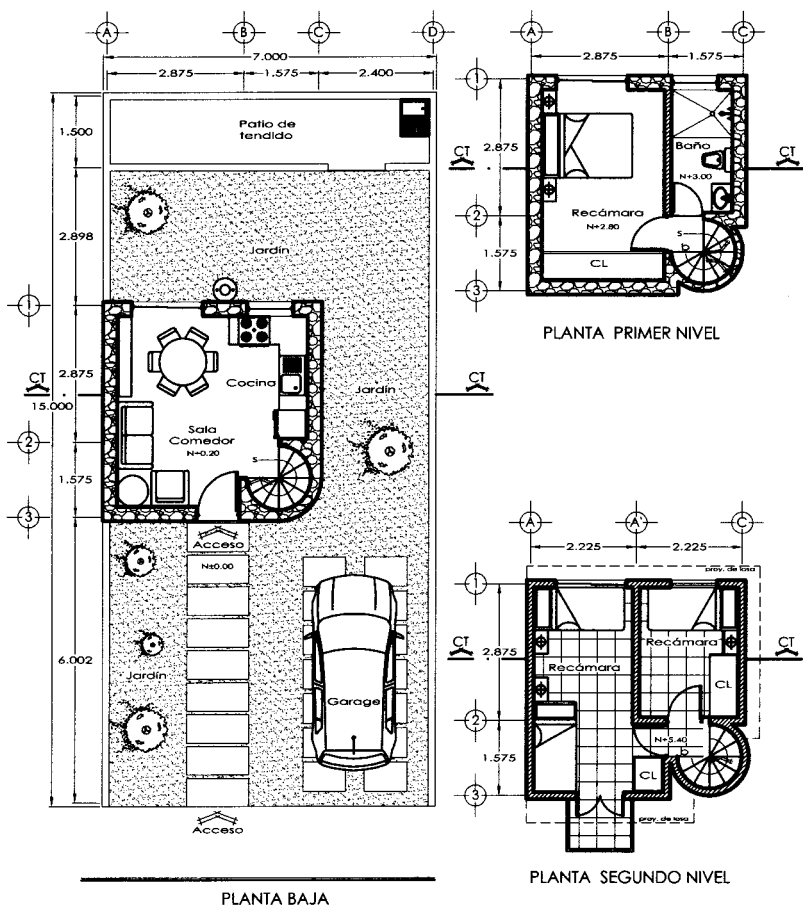 A B C D
7.000
2.875 1.575 2.400
1.500
Patio de
tendido
2.898
Jardín
1
CT CT
2.875
15.000
Cocina
Jardín
Sala
Comedor
N+0.20
2
S
1.575
3
Acceso
N±0.00
6.002
Jardín
Garage
Acceso
PLANTA BAJA
A B C
2.875 1.575
1
CT CT
2.875
Baño
N+3.00
Recámara
N+2.80
2
S
b
1.575
CL
3
PLANTA PRIMER NIVEL
A A' C
2.225 2.225
proy. de losa
1
CT CT
2.875
Recámara
Recámara
CL
2
N+5.40
b
1.575
CL
3
proy. de losa
PLANTA SEGUNDO NIVEL